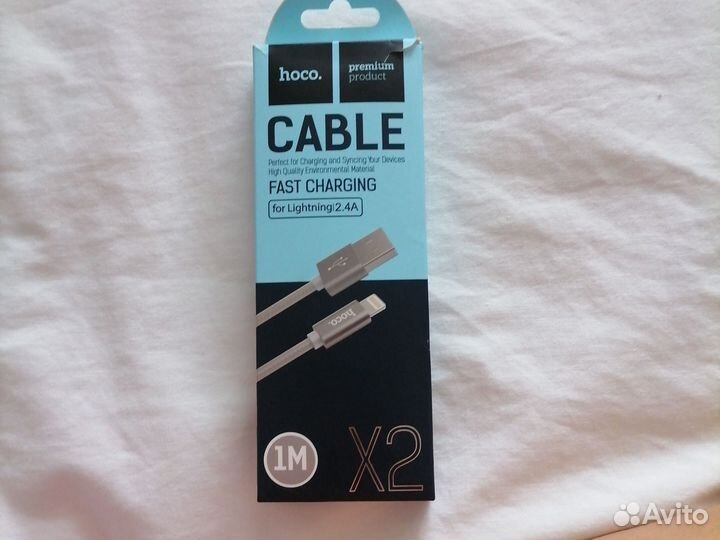 hoco. premium product
CABLE
Perfect for Charging and Syncing Your Devices
High Quality Environmental Material
FAST CHARGING
for Lightning|2.4A
hoco.
1M
X2
Avito